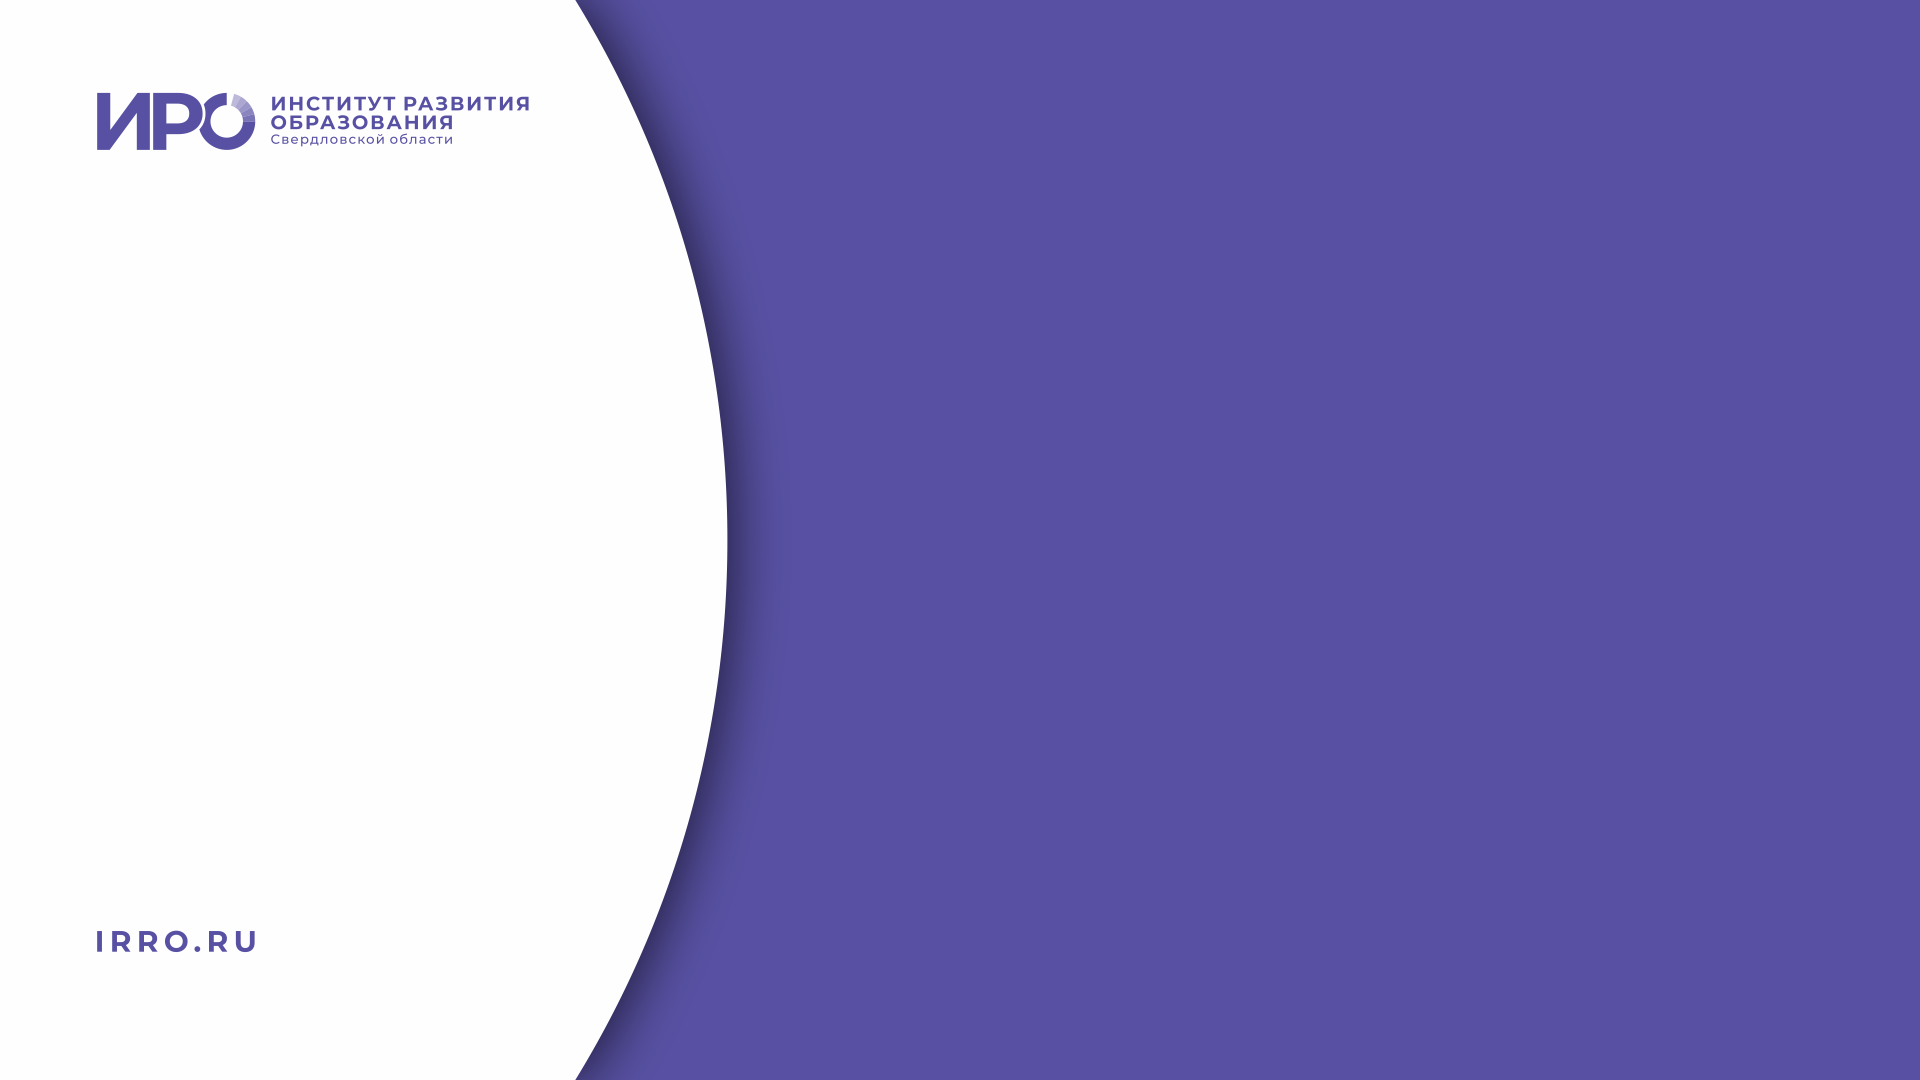 ИРО
ИНСТИТУТ РАЗВИТИЯ
ОБРАЗОВАНИЯ
Свердловской области
IRRO.RU